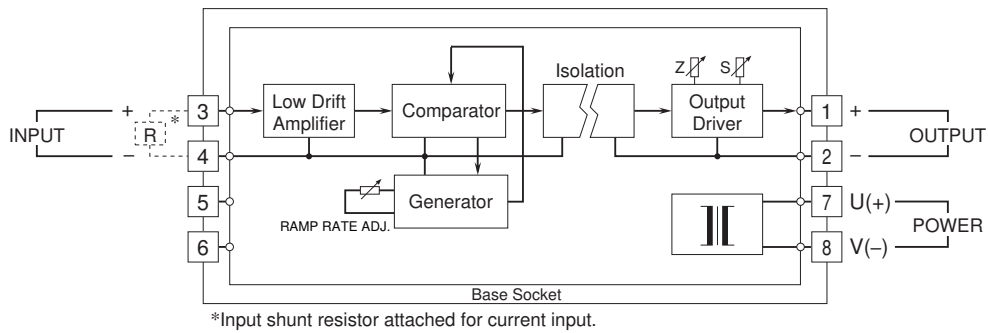 Isolation
Z
S
INPUT
+
−
R
*
3
4
5
6
Low Drift
Amplifier
Comparator
Output
Driver
Generator
RAMP RATE ADJ.
1
+
2
−
OUTPUT
7
U(+)
8
V(−)
POWER
Base Socket
*Input shunt resistor attached for current input.